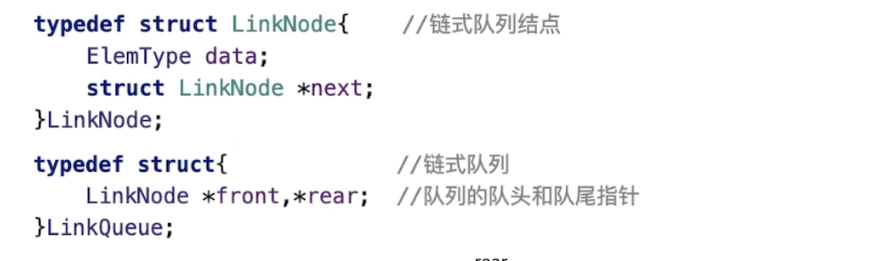 typedef struct LinkNode{ //链式队列结点
ElemType data;
struct LinkNode *next;
}LinkNode;
typedef struct{ //链式队列
LinkNode *front,*rear; //队列的队头和队尾指针
}LinkQueue;
rear